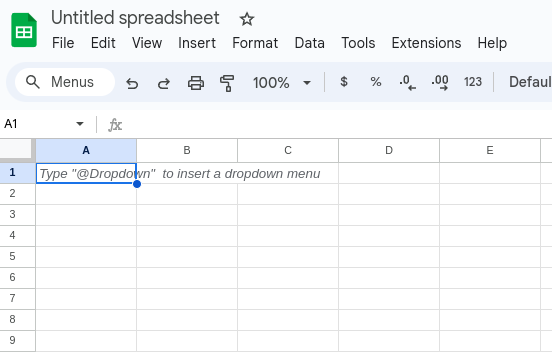 Untitled spreadsheet
File Edit View Insert Format Data Tools Extensions Help
Menus 100% $ % .0 .00 123
A1 fx
A B C D E
1 Type "@Dropdown" to insert a dropdown menu
2
3
4
5
6
7
8
9